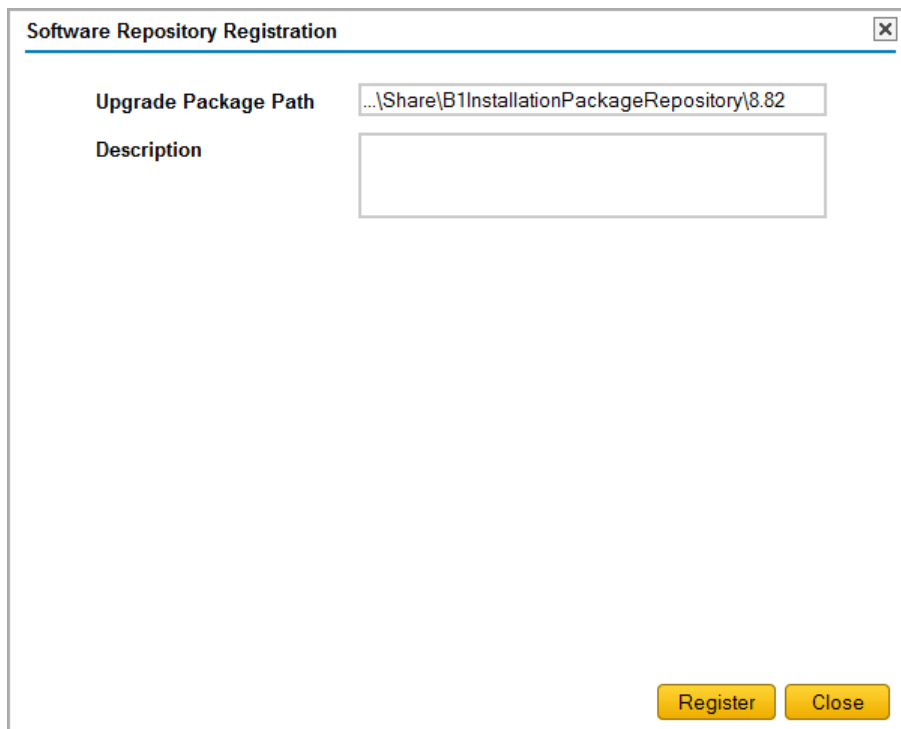 Software Repository Registration
Upgrade Package Path ...\Share\B1InstallationPackageRepository\8.82
Description
Register Close